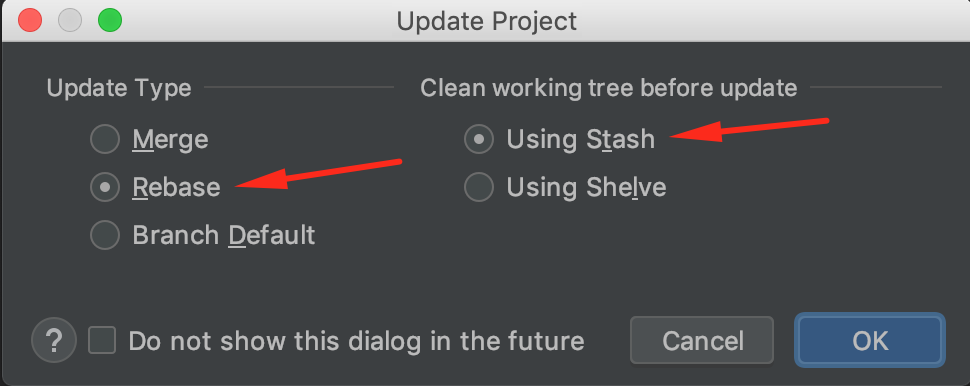 Update Project
Update Type
Merge
Rebase
Branch Default
Clean working tree before update
Using Stash
Using Shelve
?
Do not show this dialog in the future
Cancel
OK